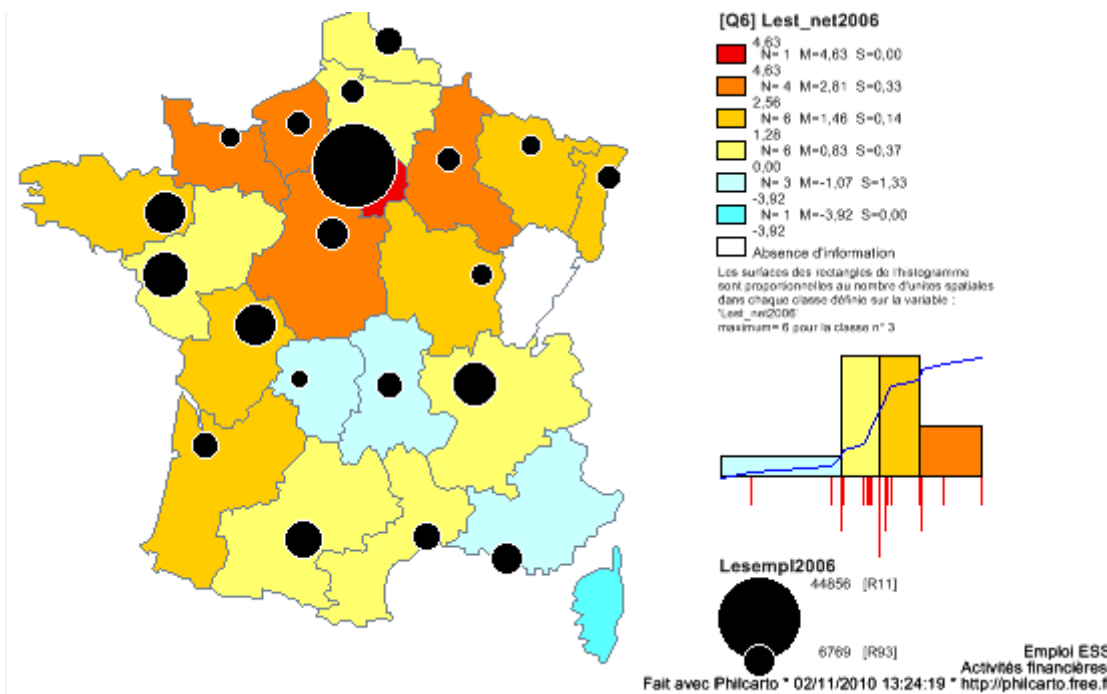 [Q6] Lest_net2006
4,63
N= 1 M=4,63 S=0,00
4,63
N= 4 M=2,81 S=0,33
2,56
N= 6 M=1,46 S=0,14
1,28
N= 6 M=0,83 S=0,37
0,00
N= 3 M=-1,07 S=1,33
-3,92
N= 1 M=-3,92 S=0,00
-3,92
Absence d'information
Les surfaces des rectangles de l'histogramme
sont proportionnelles au nombre d'unites spatiales
dans chaque classe définie sur la variable :
'Lest_net2006'
maximum= 6 pour la classe n° 3
Lesempl2006
44856 [R11]
6769 [R93]
Emploi ESS
Activités financières
Fait avec Philcarto * 02/11/2010 13:24:19 * http://philcarto.free.f